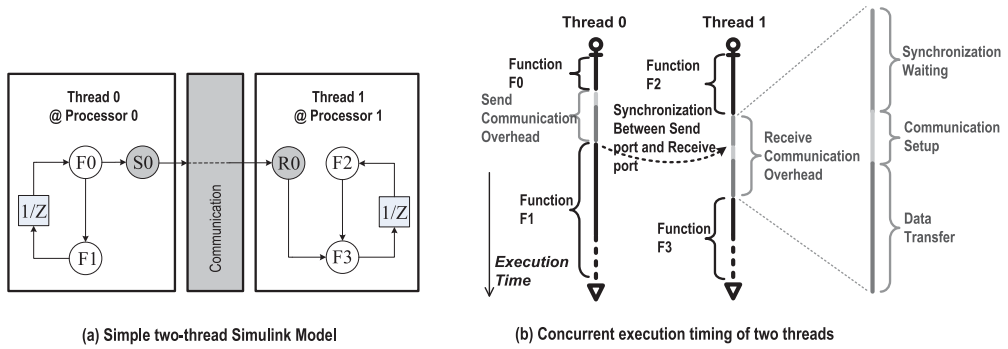 Thread 0
@ Processor 0
F0
S0
1/Z
F1
Communication
Thread 1
@ Processor 1
R0
F2
1/Z
F3
(a) Simple two-thread Simulink Model
Thread 0
Thread 1
Function
F0
Send
Communication
Overhead
Function
F1
Execution
Time
Function
F2
Synchronization
Between Send
port and Receive
port
Function
F3
Receive
Communication
Overhead
Synchronization
Waiting
Communication
Setup
Data
Transfer
(b) Concurrent execution timing of two threads